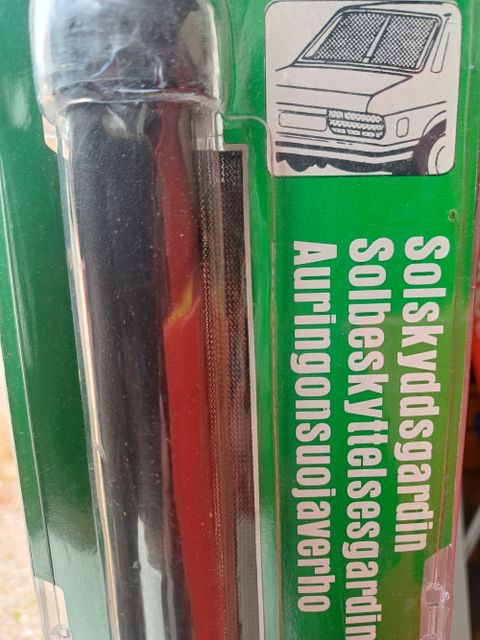 Solskyddsgardin
Solbeskyttelsesgardin
Auringonsuojaverho